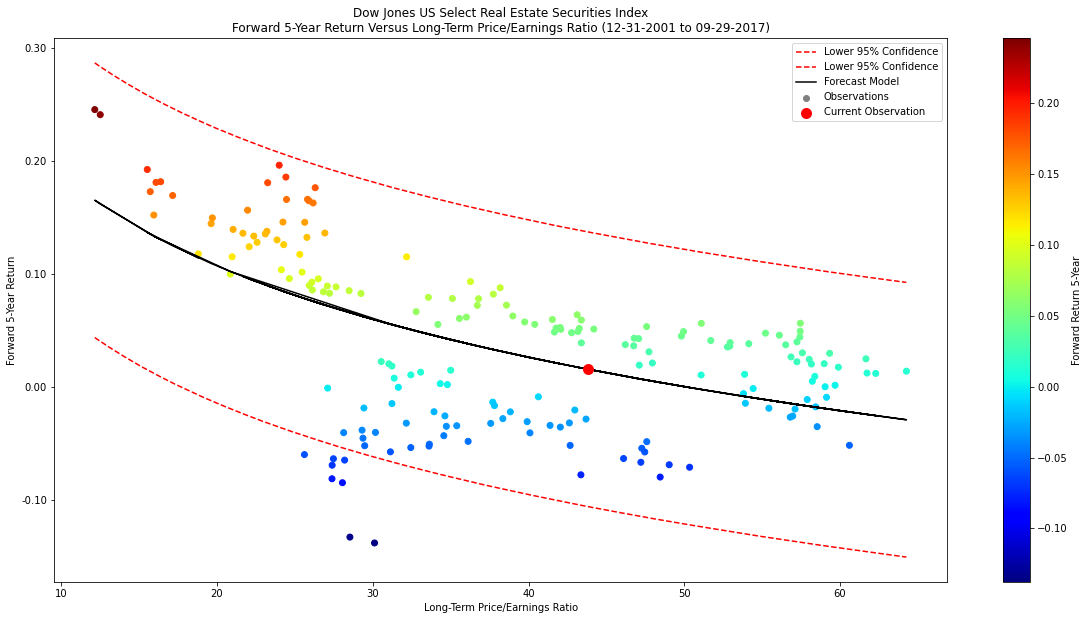 Dow Jones US Select Real Estate Securities Index
Forward 5-Year Return Versus Long-Term Price/Earnings Ratio (12-31-2001 to 09-29-2017)
Lower 95% Confidence
Lower 95% Confidence
Forecast Model
Observations
Current Observation
0.30
0.20
0.10
0.00
-0.10
Forward 5-Year Return
10
20
30
40
50
60
Long-Term Price/Earnings Ratio
0.20
0.15
0.10
0.05
0.00
−0.05
−0.10
Forward Return 5-Year